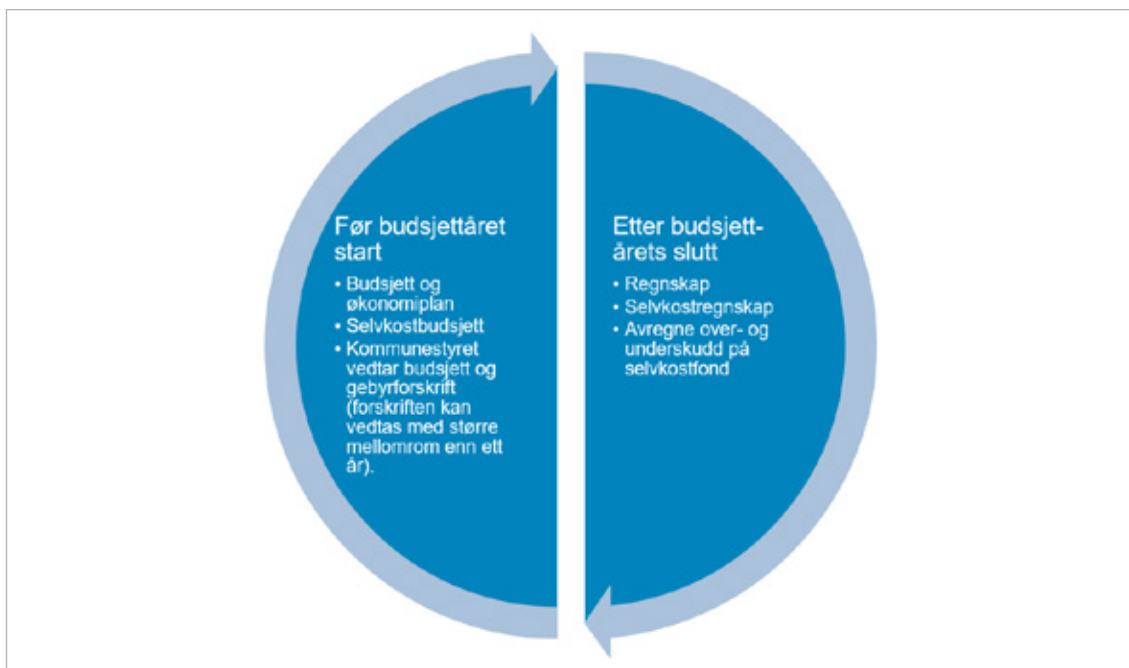 Før budsjettåret
start
• Budsjett og
økonomiplan
• Selvkostbudsjett
• Kommunestyret
vedtar budsjett og
gebyrforskrift
(forskriften kan
vedtas med større
mellomrom enn ett
år).
Etter budsjett-
årets slutt
• Regnskap
• Selvkostregnskap
• Avregne over- og
underskudd på
selvkostfond